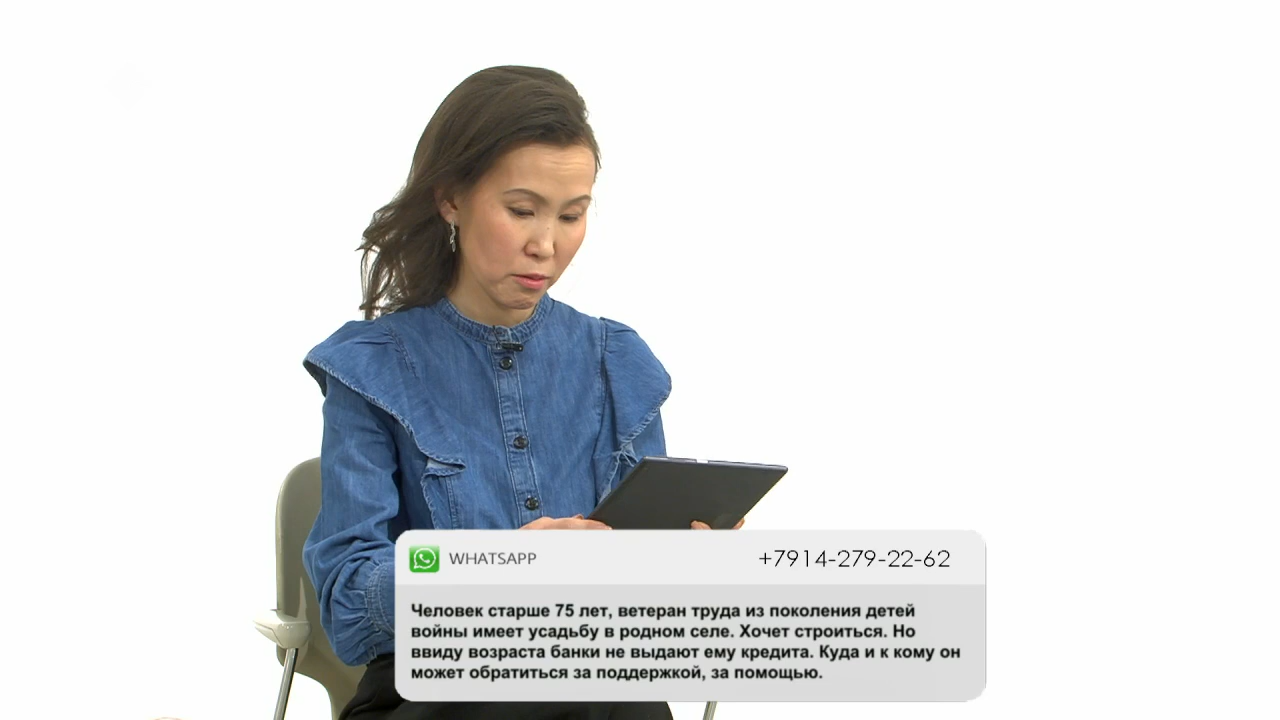 WHATSAPP +7914-279-22-62
Человек старше 75 лет, ветеран труда из поколения детей
войны имеет усадьбу в родном селе. Хочет строиться. Но
ввиду возраста банки не выдают ему кредита. Куда и к кому он
может обратиться за поддержкой, за помощью.